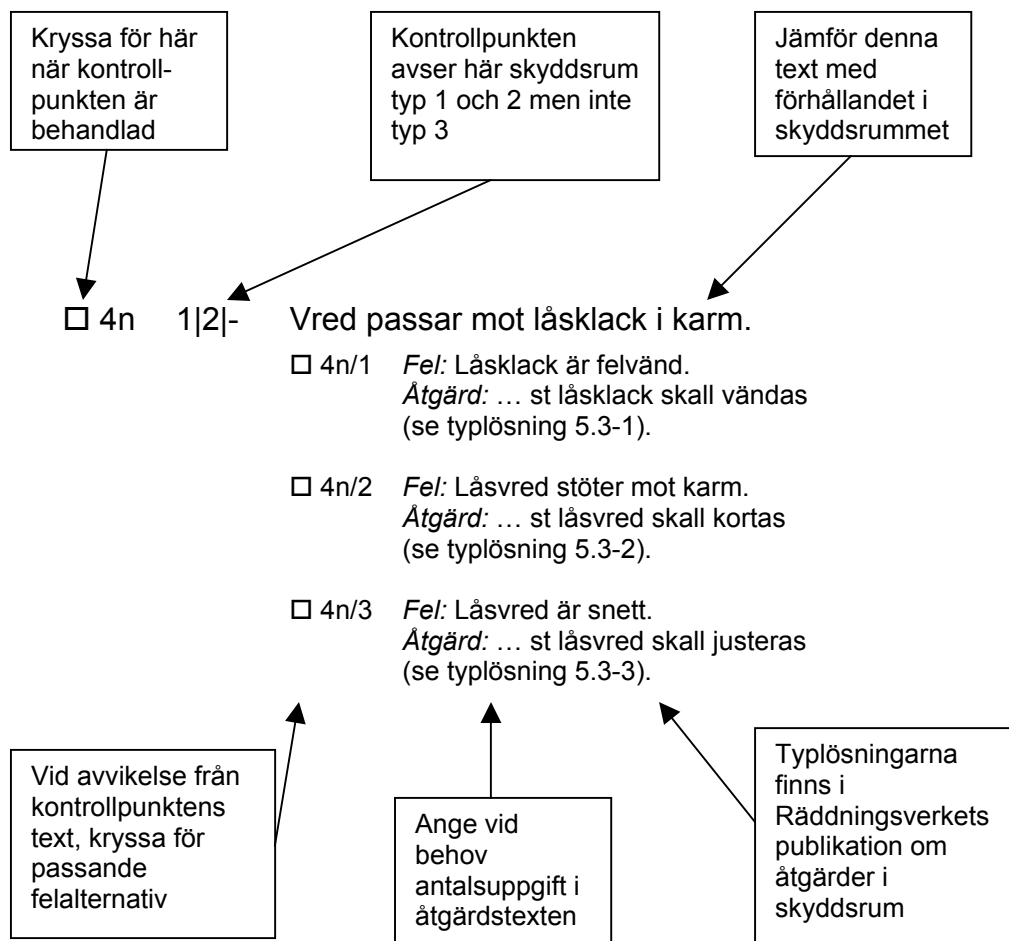 Kryssa för här
när kontroll-
punkten är
behandlad
Kontrollpunkten
avser här skyddsrum
typ 1 och 2 men inte
typ 3
Jämför denna
text med
förhållandet i
skyddsrummet
☐ 4n 1|2|- Vred passar mot låsklack i karm.
☐ 4n/1 Fel: Låsklack är felvänd.
Åtgärd: … st låsklack skall vändas
(se typlösning 5.3-1).
☐ 4n/2 Fel: Låsvred stöter mot karm.
Åtgärd: … st låsvred skall kortas
(se typlösning 5.3-2).
☐ 4n/3 Fel: Låsvred är snett.
Åtgärd: … st låsvred skall justeras
(se typlösning 5.3-3).
Vid avvikelse från
kontrollpunktens
text, kryssa för
passande
felalternativ
Ange vid
behov
antalsuppgift i
åtgärdstexten
Typlösningarna
finns i
Räddningsverkets
publikation om
åtgärder i
skyddsrum